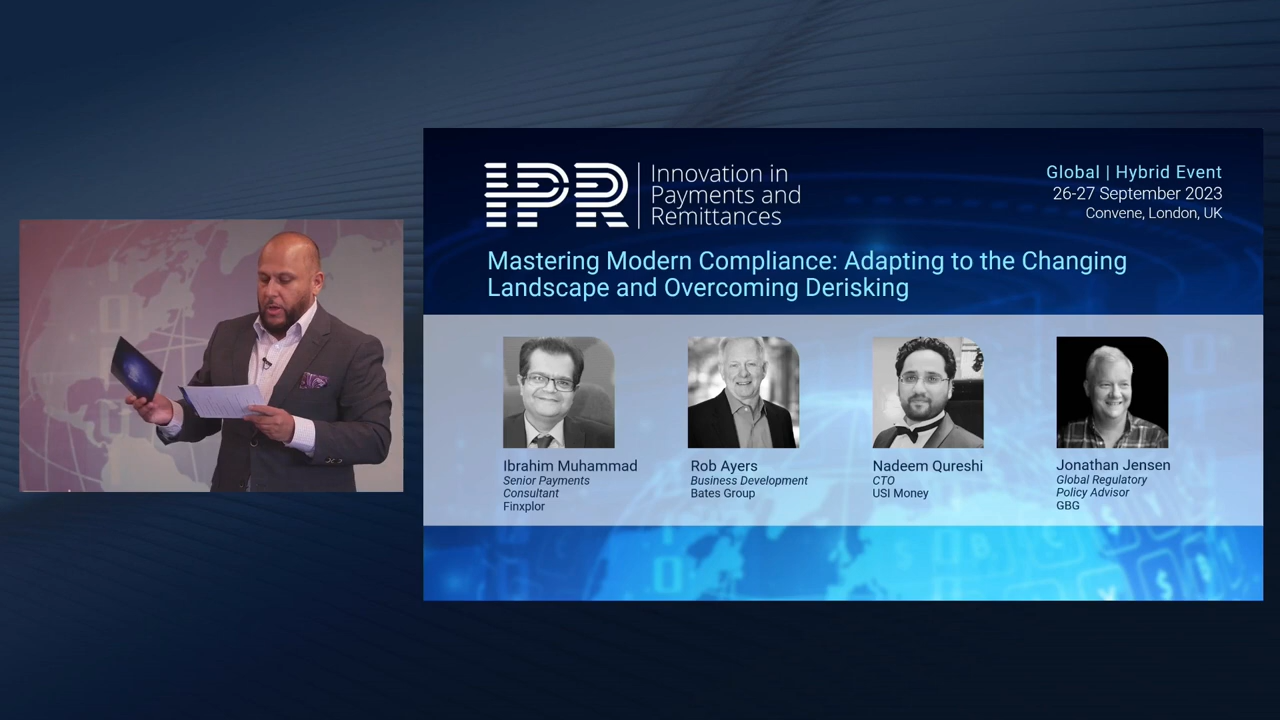 IPR
Innovation in
Payments and
Remittances
Global | Hybrid Event
26-27 September 2023
Convene, London, UK
Mastering Modern Compliance: Adapting to the Changing
Landscape and Overcoming Derisking
Ibrahim Muhammad
Senior Payments
Consultant
Finxplor
Rob Ayers
Business Development
Bates Group
Nadeem Qureshi
CTO
USI Money
Jonathan Jensen
Global Regulatory
Policy Advisor
GBG